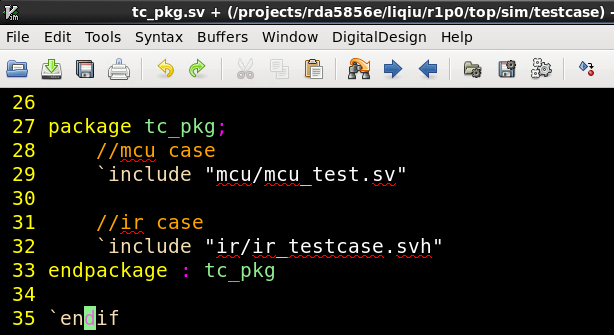 tc_pkg.sv + (/projects/rda5856e/liqiu/r1p0/top/sim/testcase) -
File Edit Tools Syntax Buffers Window DigitalDesign Help
26
27 package tc_pkg;
28     //mcu case
29     `include "mcu/mcu_test.sv"
30
31     //ir case
32     `include "ir/ir_testcase.svh"
33 endpackage : tc_pkg
34
35 `endif